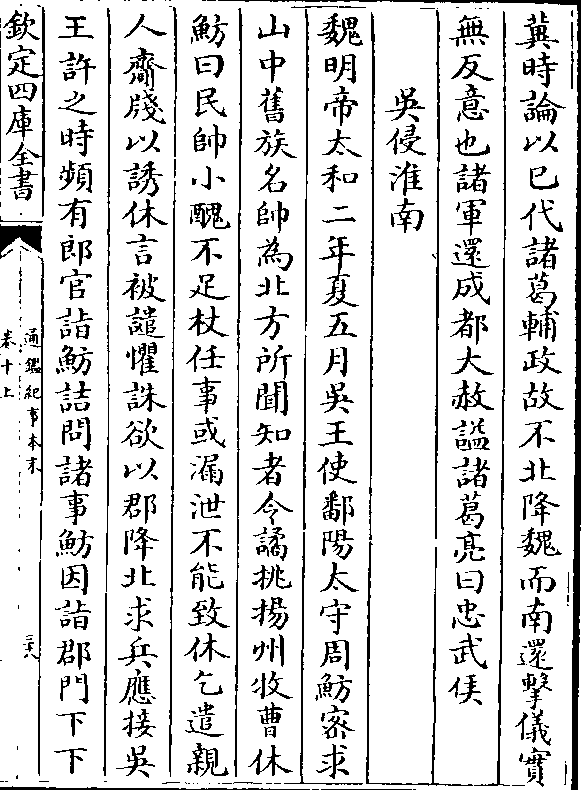 冀時論以已代諸葛輔政故不北降魏而南還擊儀實
無反意也諸軍還成都大赦諡諸葛亮曰忠武侯
吳侵淮南
魏明帝太和二年夏五月吳王使鄱陽太守周魴宻求
山中舊族名帥為北方所聞知者令譎挑揚州牧曹休
魴曰民帥小醜不足杖任事或漏泄不能致休乞遣親
人齎牋以誘休言被譴懼誅欲以郡降北求兵應接吳
王許之時頻有郎官詣魴詰問諸事魴因詣郡門下下
欽定四庫全書
通鑑紀事本末
卷十上
三八